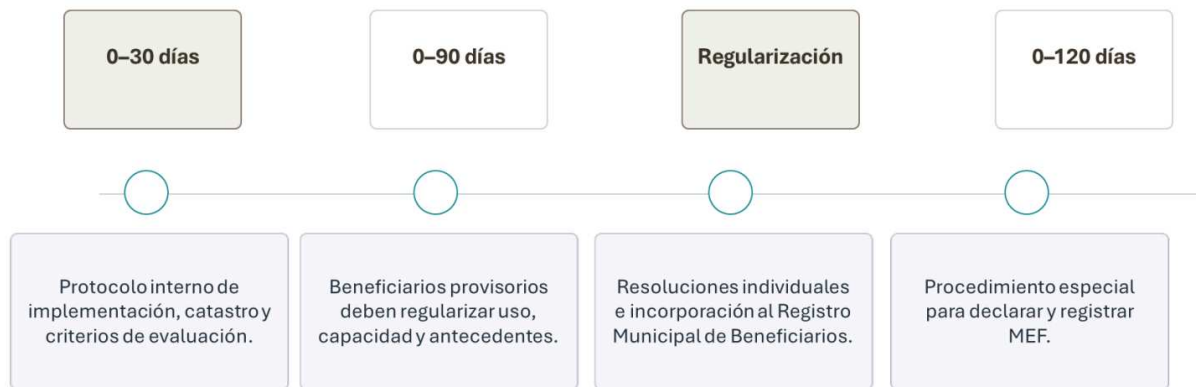 0–30 días
0–90 días
Regularización
0–120 días
Protocolo interno de
implementación, catastro y
criterios de evaluación.
Beneficiarios provisorios
deben regularizar uso,
capacidad y antecedentes.
Resoluciones individuales
e incorporación al Registro
Municipal de Beneficiarios.
Procedimiento especial
para declarar y registrar
MEF.